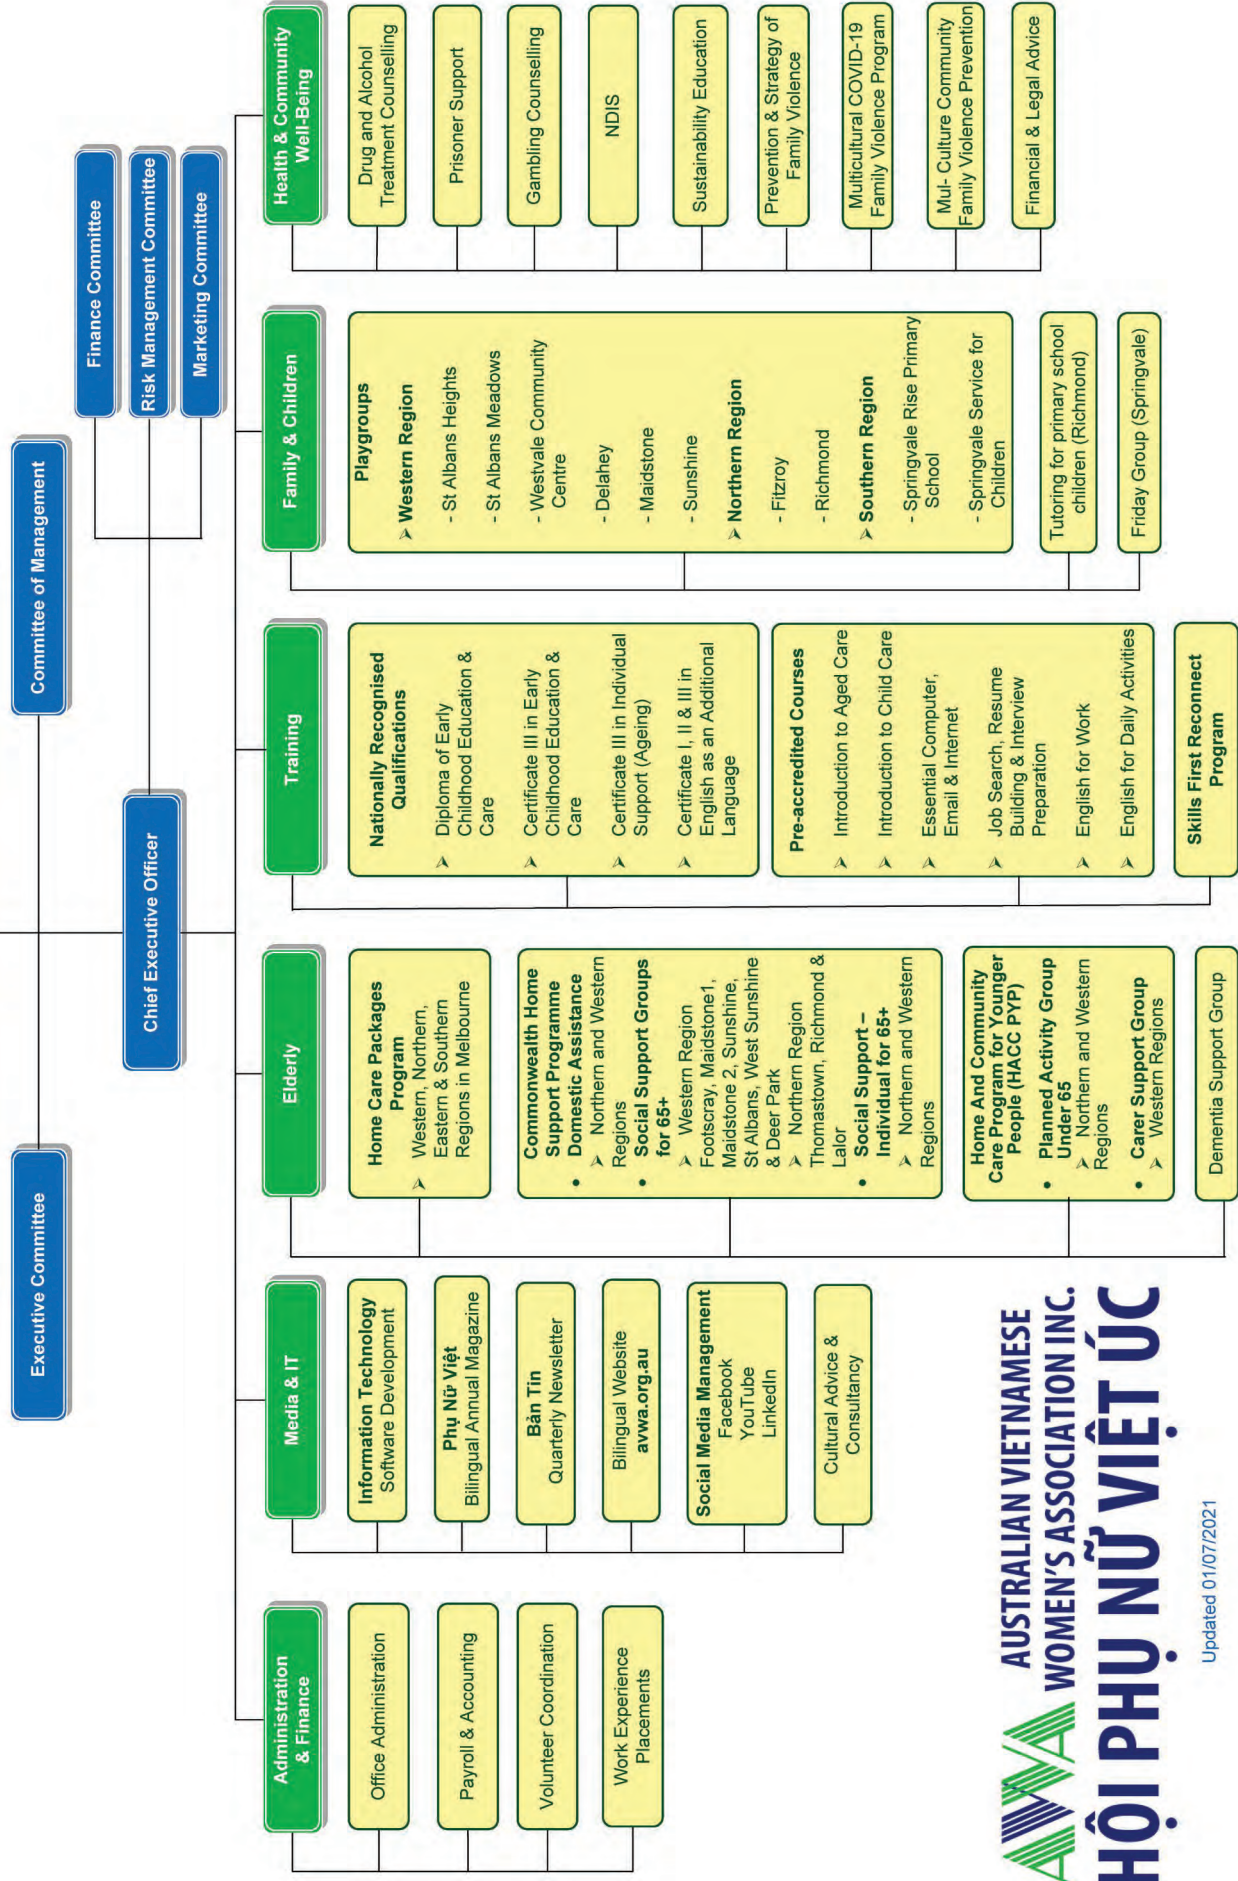 Executive Committee
Committee of Management
Chief Executive Officer
Finance Committee
Risk Management Committee
Marketing Committee
Administration
& Finance
Office Administration
Payroll & Accounting
Volunteer Coordination
Work Experience
Placements
Media & IT
Information Technology
Software Development
Phụ Nữ Việt
Bilingual Annual Magazine
Bản Tin
Quarterly Newsletter
Bilingual Website
avwa.org.au
Social Media Management
Facebook
YouTube
LinkedIn
Cultural Advice &
Consultancy
Elderly
Home Care Packages
Program
➢ Western, Northern,
Eastern & Southern
Regions in Melbourne
Commonwealth Home
Support Programme
• Domestic Assistance
➢ Northern and Western
Regions
• Social Support Groups
for 65+
➢ Western Region
Footscray, Maidstone1,
Maidstone 2, Sunshine,
St Albans, West Sunshine
& Deer Park
➢ Northern Region
Thomastown, Richmond &
Lalor
• Social Support –
Individual for 65+
➢ Northern and Western
Regions
Home And Community
Care Program for Younger
People (HACC PYP)
• Planned Activity Group
Under 65
➢ Northern and Western
Regions
• Carer Support Group
➢ Western Regions
Dementia Support Group
Training
Nationally Recognised
Qualifications
➢ Diploma of Early
Childhood Education &
Care
➢ Certificate III in Early
Childhood Education &
Care
➢ Certificate III in Individual
Support (Ageing)
➢ Certificate I, II & III in
English as an Additional
Language
Pre-accredited Courses
➢ Introduction to Aged Care
➢ Introduction to Child Care
➢ Essential Computer,
Email & Internet
➢ Job Search, Resume
Building & Interview
Preparation
➢ English for Work
➢ English for Daily Activities
Skills First Reconnect
Program
Family & Children
Playgroups
➢ Western Region
- St Albans Heights
- St Albans Meadows
- Westvale Community
Centre
- Delahey
- Maidstone
- Sunshine
➢ Northern Region
- Fitzroy
- Richmond
➢ Southern Region
- Springvale Rise Primary
School
- Springvale Service for
Children
Tutoring for primary school
children (Richmond)
Friday Group (Springvale)
Health & Community
Well-Being
Drug and Alcohol
Treatment Counselling
Prisoner Support
Gambling Counselling
NDIS
Sustainability Education
Prevention & Strategy of
Family Violence
Multicultural COVID-19
Family Violence Program
Mul- Culture Community
Family Violence Prevention
Financial & Legal Advice
AVWA
AUSTRALIAN VIETNAMESE
WOMEN'S ASSOCIATION INC.
HỘI PHỤ NỮ VIỆT ÚC
Updated 01/07/2021